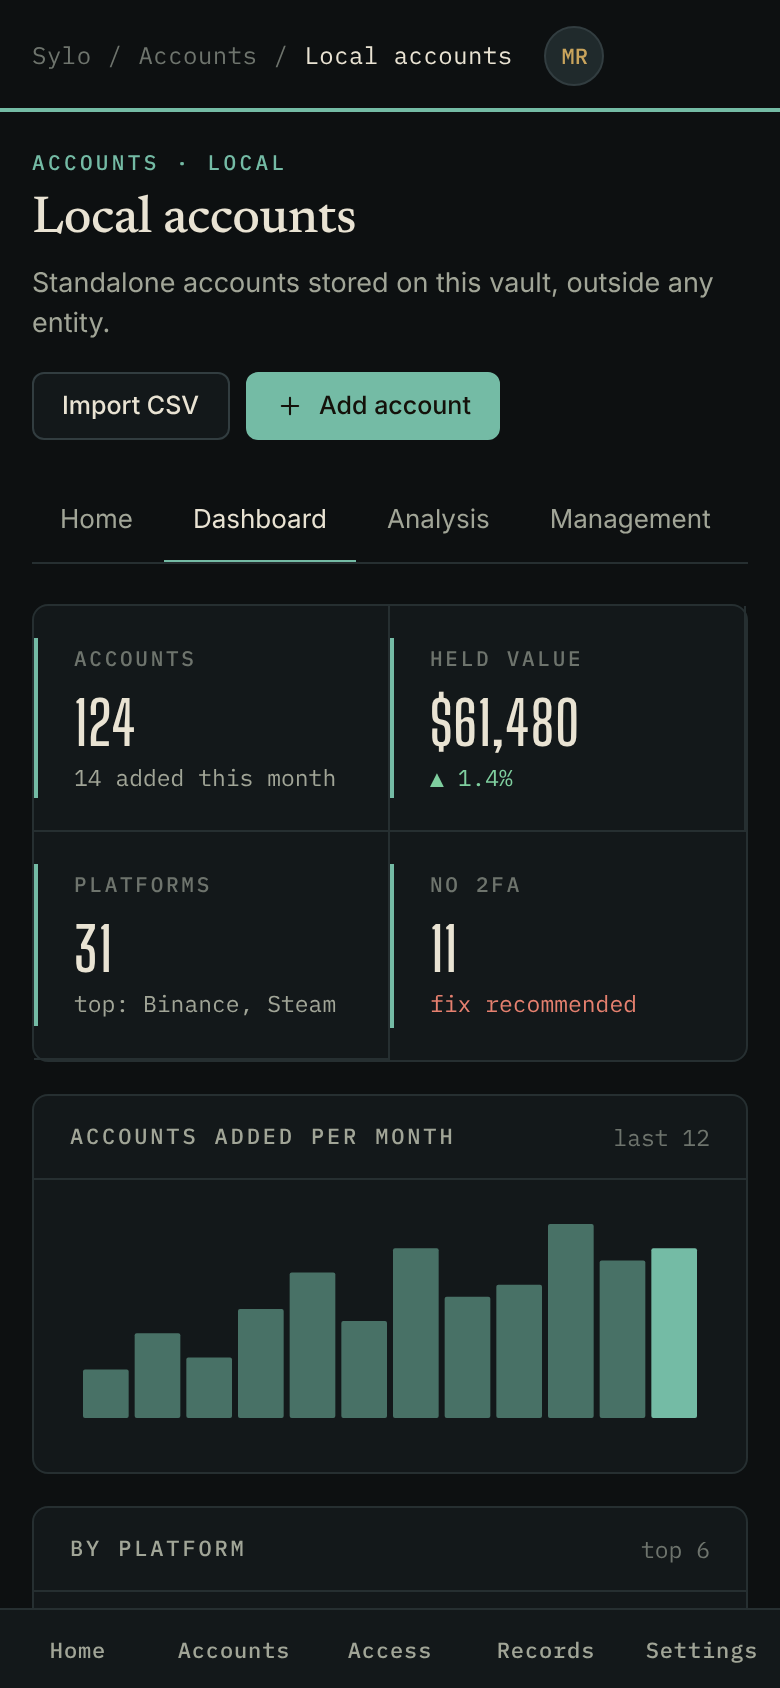 Sylo / Accounts / Local accounts MR
ACCOUNTS · LOCAL
Local accounts
Standalone accounts stored on this vault, outside any
entity.
Import CSV + Add account
Home Dashboard Analysis Management
ACCOUNTS
124
14 added this month
HELD VALUE
$61,480
▲ 1.4%
PLATFORMS
31
top: Binance, Steam
NO 2FA
11
fix recommended
ACCOUNTS ADDED PER MONTH last 12
BY PLATFORM top 6
Home Accounts Access Records Settings